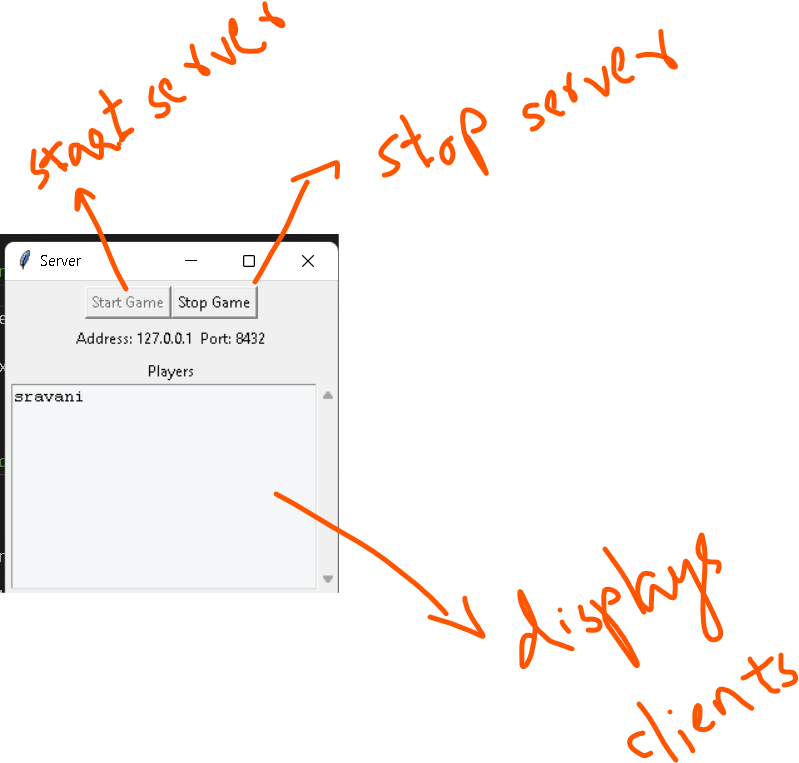 start server
stop server
Server
Start Game Stop Game
Address: 127.0.0.1 Port: 8432
Players
sravani
displays
clients